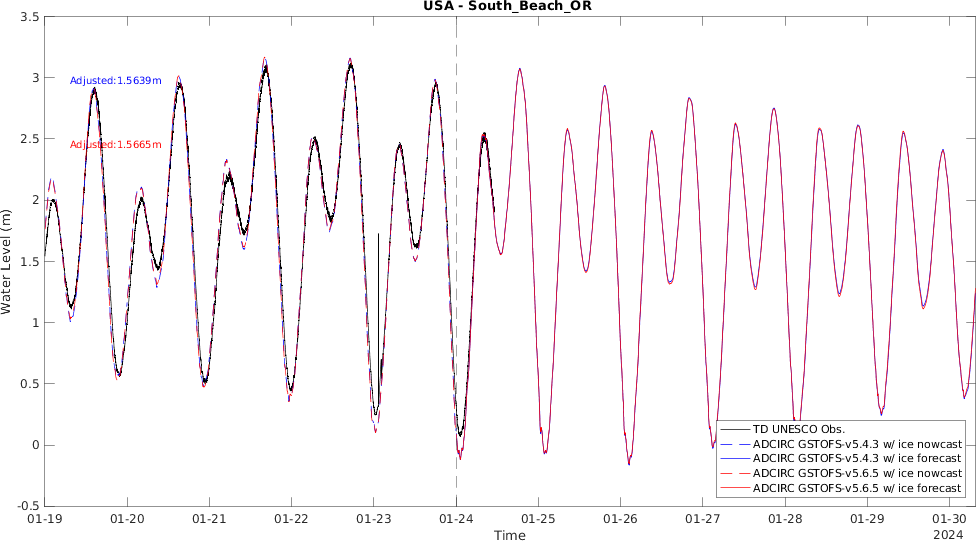 USA - South_Beach_OR
3.5
3
2.5
2
1.5
1
0.5
0
-0.5
Water Level (m)
Adjusted:1.5639m
Adjusted:1.5665m
TD UNESCO Obs.
ADCIRC GSTOFS-v5.4.3 w/ ice nowcast
ADCIRC GSTOFS-v5.4.3 w/ ice forecast
ADCIRC GSTOFS-v5.6.5 w/ ice nowcast
ADCIRC GSTOFS-v5.6.5 w/ ice forecast
01-19 01-20 01-21 01-22 01-23 01-24 01-25 01-26 01-27 01-28 01-29 01-30
2024
Time